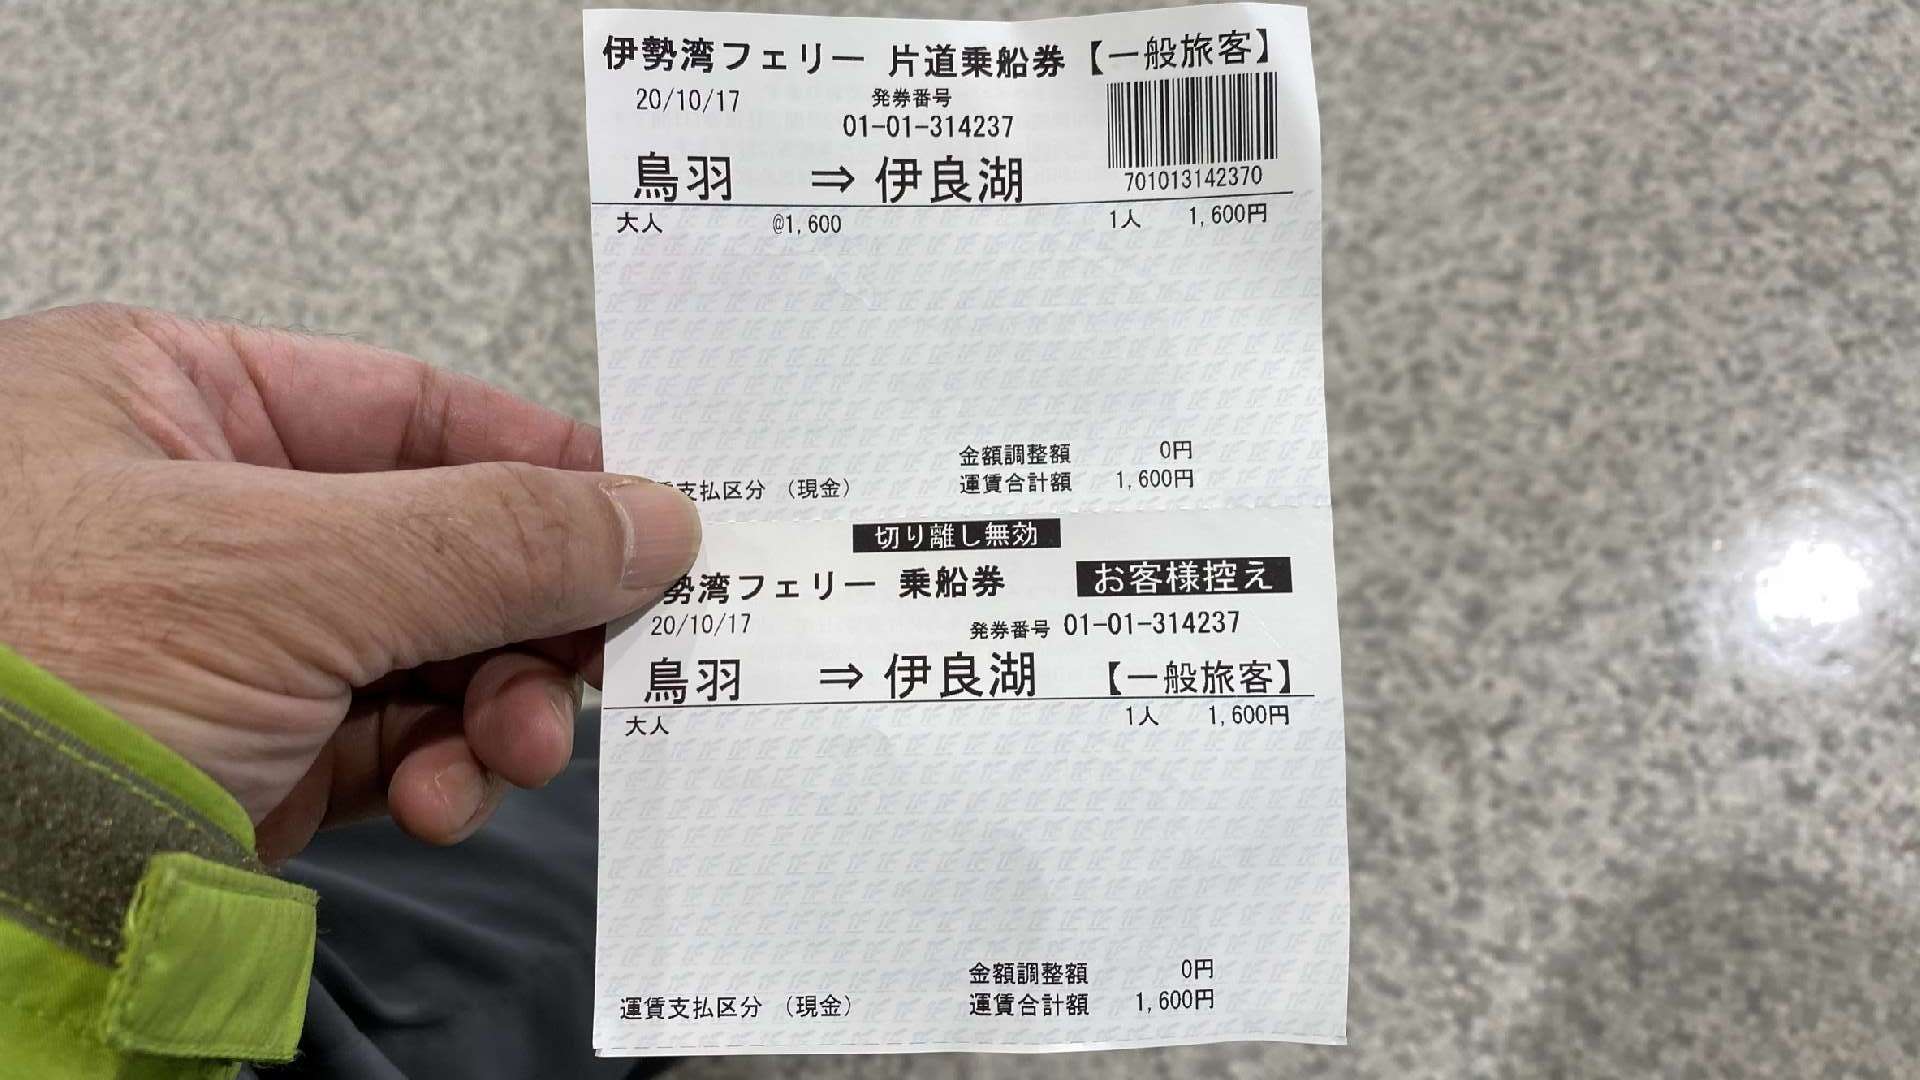 伊勢湾フェリー 片道乗船券【一般旅客】
20/10/17 発券番号
01-01-314237
鳥羽 ⇒ 伊良湖
701013142370
大人 @1,600 1人 1,600円
金額調整額 0円
支払区分 （現金） 運賃合計額 1,600円
切り離し無効
勢湾フェリー 乗船券 お客様控え
20/10/17 発券番号 01-01-314237
鳥羽 ⇒ 伊良湖 【一般旅客】
大人 1人 1,600円
金額調整額 0円
運賃支払区分 （現金） 運賃合計額 1,600円